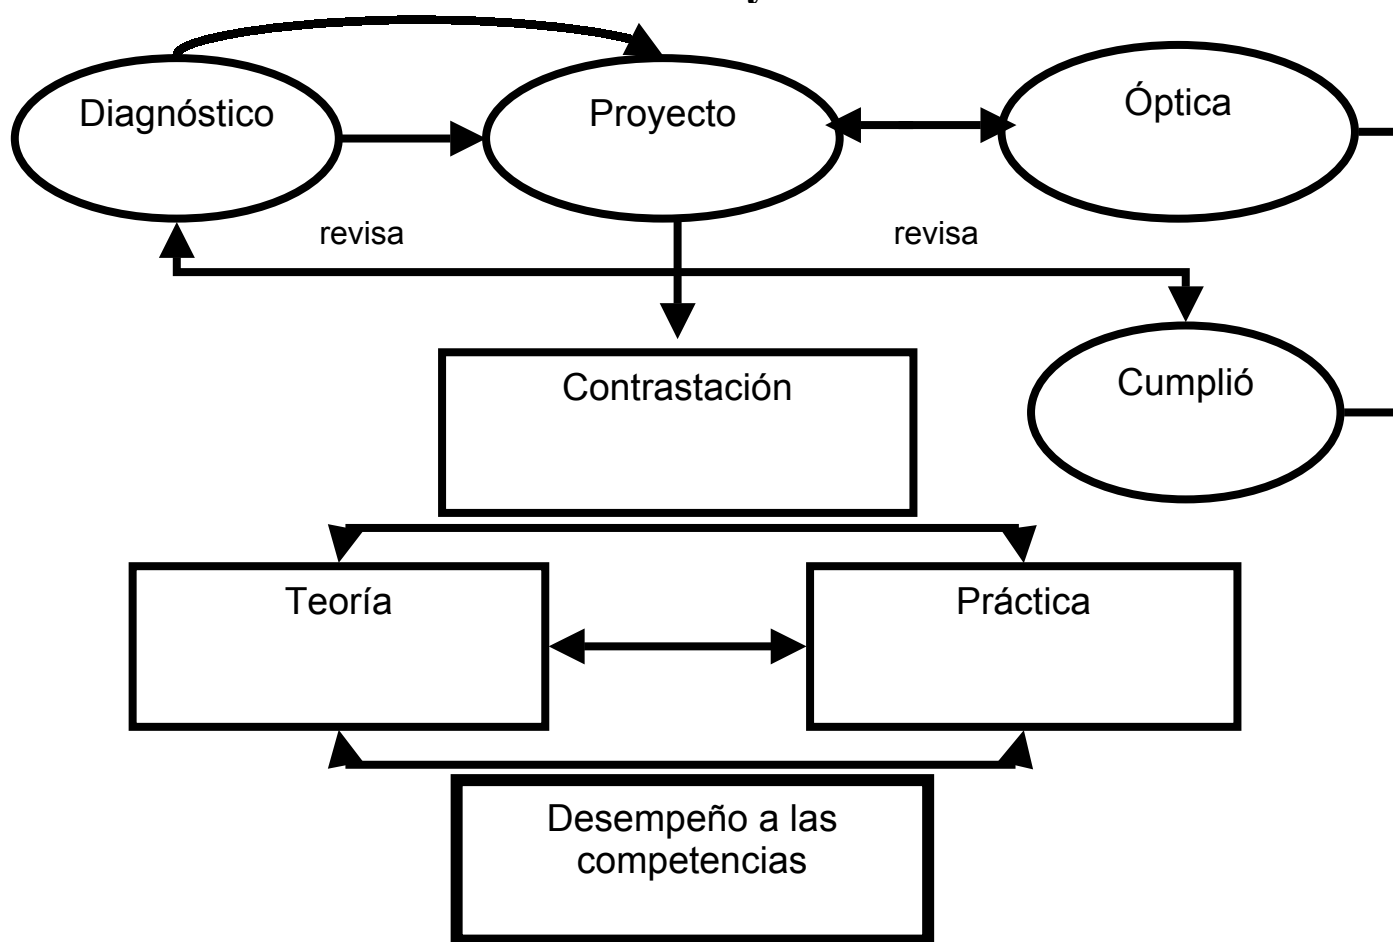 Diagnóstico
Proyecto
Óptica
revisa
revisa
Cumplió
Contrastación
Teoría
Práctica
Desempeño a las
competencias